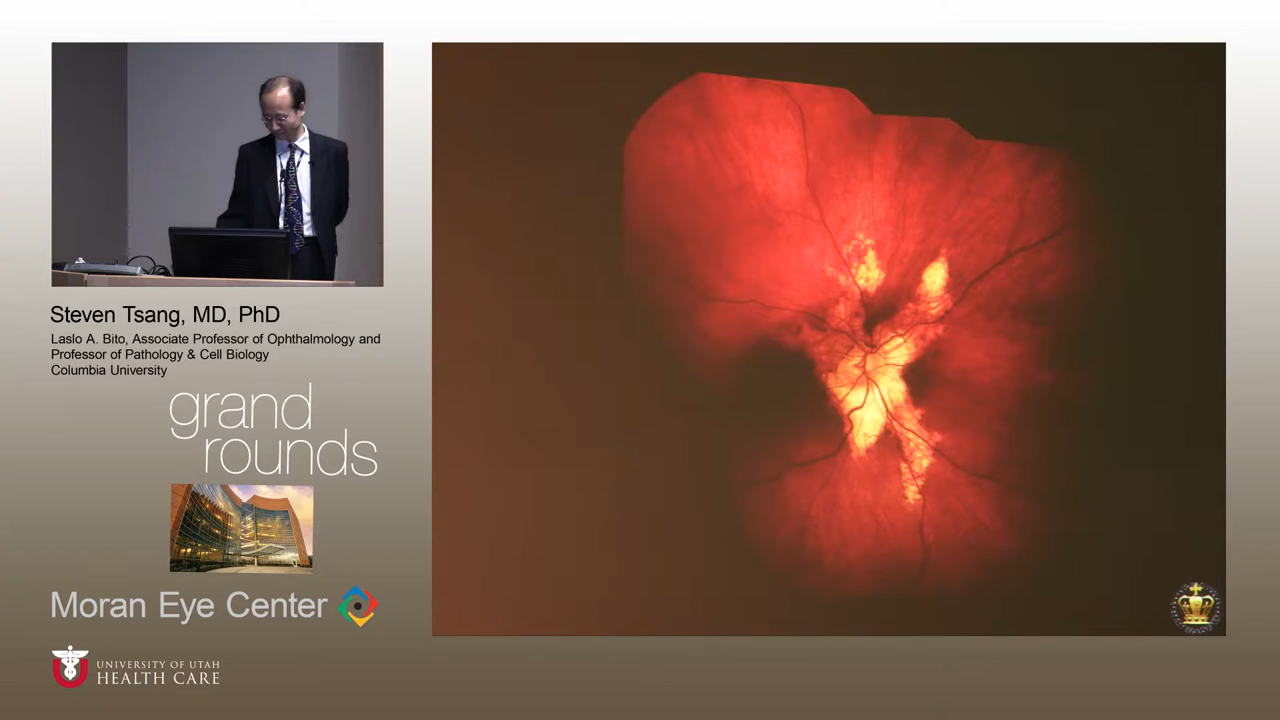 Steven Tsang, MD, PhD
Laslo A. Bito, Associate Professor of Ophthalmology and
Professor of Pathology & Cell Biology
Columbia University
grand
rounds
Moran Eye Center
UNIVERSITY OF UTAH
HEALTH CARE